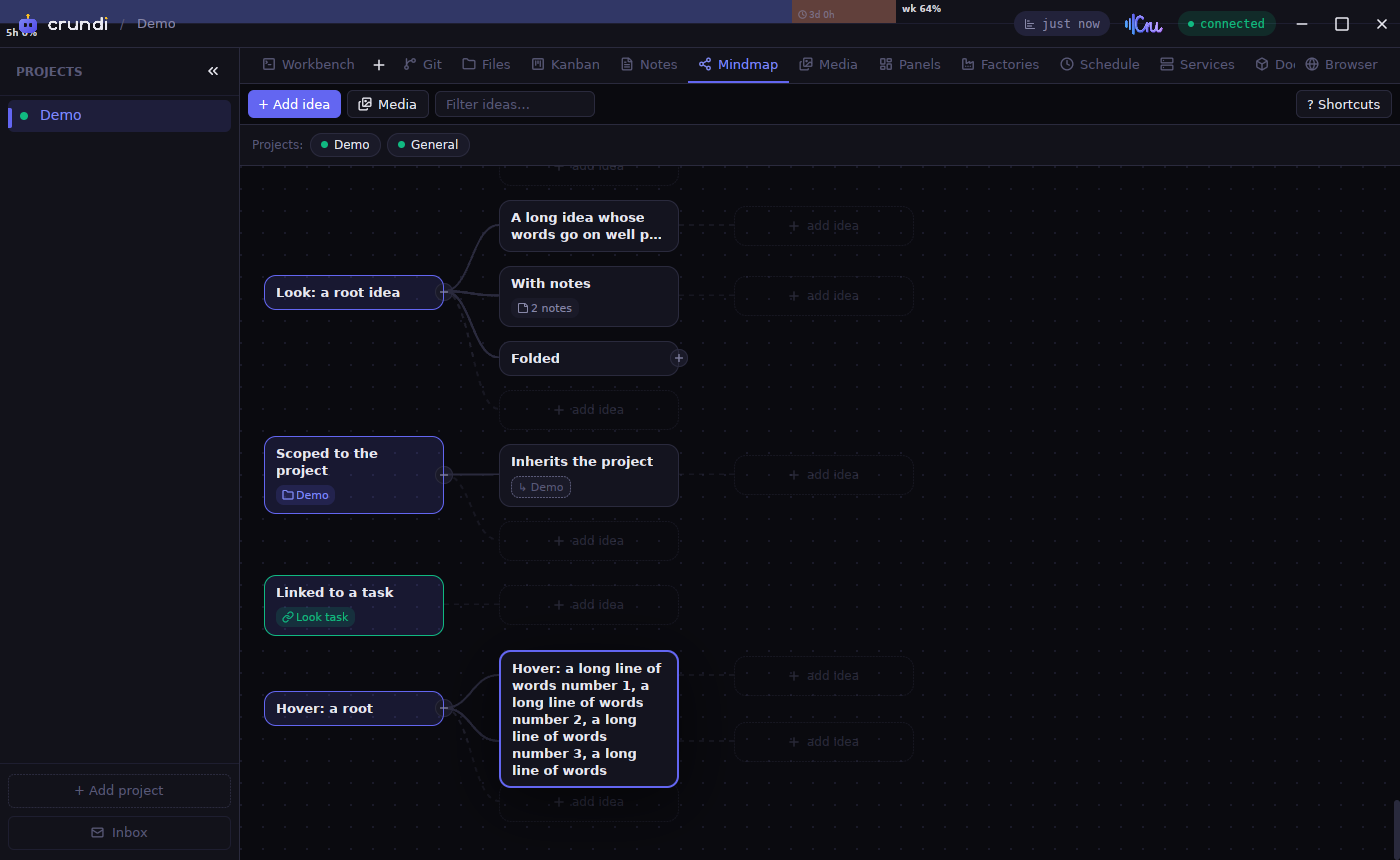 5h 0%
crundi / Demo
3d 0h
wk 64%
just now
Cru
connected
PROJECTS
Demo
+ Add project
Inbox
Workbench
+
Git
Files
Kanban
Notes
Mindmap
Media
Panels
Factories
Schedule
Services
Doc
Browser
+ Add idea
Media
Filter ideas...
? Shortcuts
Projects:
Demo
General
+ add idea
A long idea whose
words go on well p...
+ add idea
Look: a root idea
With notes
2 notes
+ add idea
Folded
+ add idea
Scoped to the
project
Demo
Inherits the project
↳ Demo
+ add idea
+ add idea
Linked to a task
Look task
+ add idea
Hover: a root
Hover: a long line of
words number 1, a
long line of words
number 2, a long
line of words
number 3, a long
line of words
+ add idea
+ add idea
+ add idea